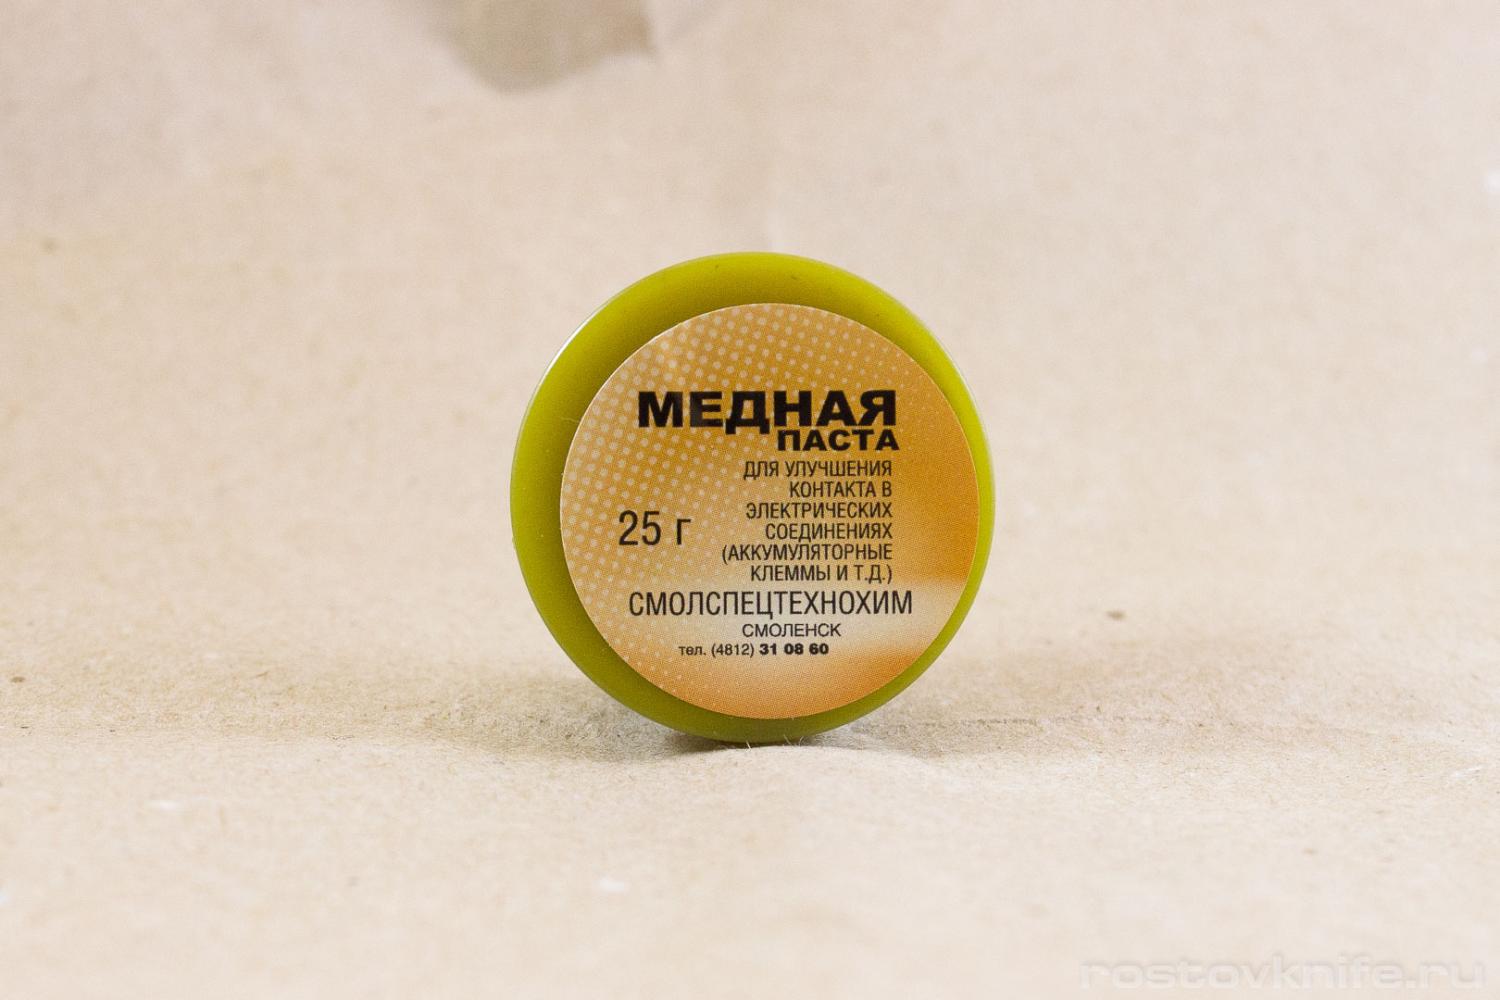 МЕДНАЯ
ПАСТА
ДЛЯ УЛУЧШЕНИЯ
КОНТАКТА В
ЭЛЕКТРИЧЕСКИХ
СОЕДИНЕНИЯХ
(АККУМУЛЯТОРНЫЕ
КЛЕММЫ И Т.Д.)
25 г
СМОЛСПЕЦТЕХНОХИМ
СМОЛЕНСК
тел. (4812) 31 08 60
rostovknife.ru